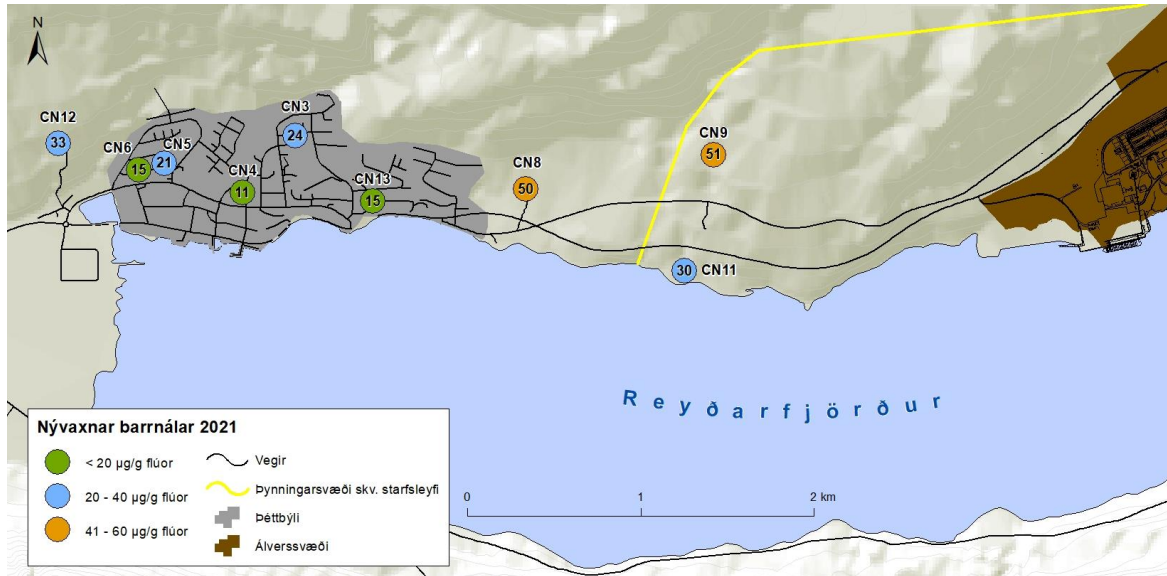 N
CN12
33
CN6
15
CN5
21
CN4
11
CN3
24
CN13
15
CN8
50
CN9
51
30
CN11
Reyðarfjörður
Nývaxnar barrnálar 2021
< 20 µg/g flúor
20 - 40 µg/g flúor
41 - 60 µg/g flúor
Vegir
Þynningarsvæði skv. starfsleyfi
Þéttbýli
Álverssvæði
0 1 2 km